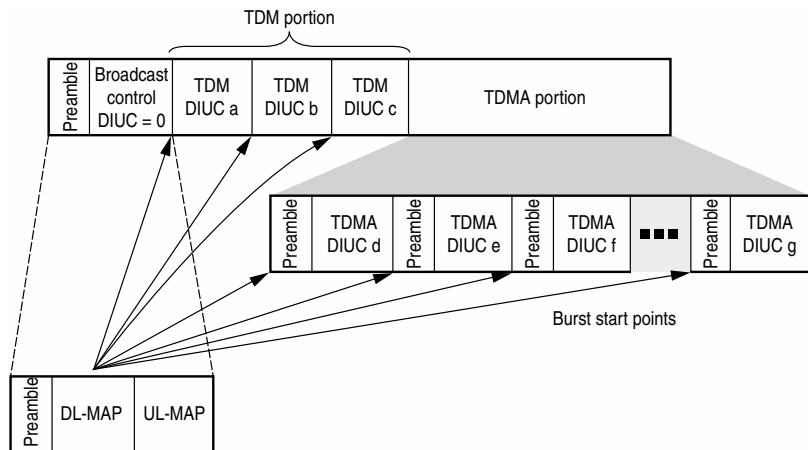 TDM portion
Preamble
Broadcast
control
DIUC = 0
TDM
DIUC a
TDM
DIUC b
TDM
DIUC c
TDMA portion
Preamble
TDMA
DIUC d
Preamble
TDMA
DIUC e
Preamble
TDMA
DIUC f
Preamble
TDMA
DIUC g
Burst start points
Preamble
DL-MAP
UL-MAP